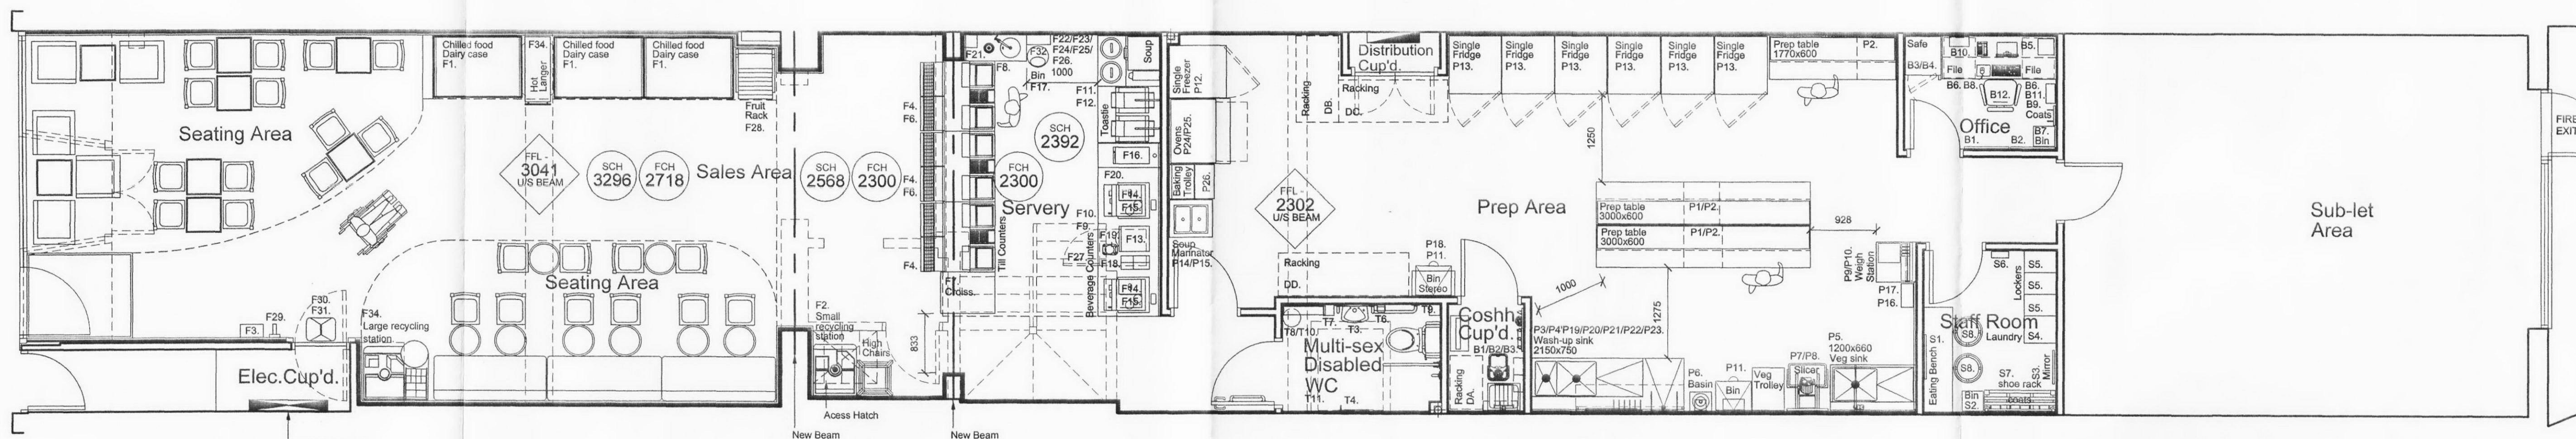 Seating Area
Chilled food
Dairy case
F1.
F34.
Hot
Langer
Chilled food
Dairy case
F1.
Chilled food
Dairy case
F1.
Fruit
Rack
F28.
FFL -
3041
U/S BEAM
SCH
3296
FCH
2718
Sales Area
SCH
2568
FCH
2300
Seating Area
F30.
F31.
F3.
F29.
F34.
Large recycling
station
Elec.Cup'd.
F2.
Small
recycling
station
High
Chairs
833
Acess Hatch
New Beam
New Beam
F4.
F6.
F4.
F6.
F4.
F21.
F8.
F32
Bin
F17.
F22/F23/
F24/F25/
F26.
1000
Soup
F11.
F12.
Toastie
SCH
2392
FCH
2300
Servery
F16.
F20.
F14.
F15.
F10.
F9.
F19.
F13.
F27
F18.
F14.
F15.
Till Counters
Beverage Counters
Croiss.
Single
Freezer
P12.
Ovens
P24/P25.
Baking
Trolley
P26.
Soup
Marinator
P14/P15.
FFL -
2302
U/S BEAM
Racking
DB.
Distribution
Cup'd.
Racking
DC.
Single
Fridge
P13.
Single
Fridge
P13.
Single
Fridge
P13.
Single
Fridge
P13.
Single
Fridge
P13.
Single
Fridge
P13.
Prep table
1770x600
P2.
1250
Prep Area
Prep table
3000x600
P1/P2.
Prep table
3000x600
P1/P2.
928
Racking
DD.
P18.
P11.
Bin
Stereo
1000
1275
T8/T10.
T7.
T3.
T6.
T9.
Multi-sex
Disabled
WC
T11.
T4.
Coshh
Cup'd.
B1/B2/B3.
Racking
DA.
P3/P4'P19/P20/P21/P22/P23.
Wash-up sink
2150x750
P6.
Basin
P11.
Bin
Veg
Trolley
P7/P8.
Slicer
P5.
1200x660
Veg sink
P9/P10.
Weigh
Station
P17.
P16.
Safe
B3/B4.
B10.
B5.
File
File
B6.
B8.
B12.
B6.
B11.
B9.
Coats
Office
B1.
B2.
B7.
Bin
S6.
Lockers
S5.
S5.
S5.
S4.
Staff Room
Laundry
S1.
S8.
S8.
Eating Bench
S7.
shoe rack
S3.
Mirror
Bin
S2.
coats
Sub-let
Area
FIRE
EXIT